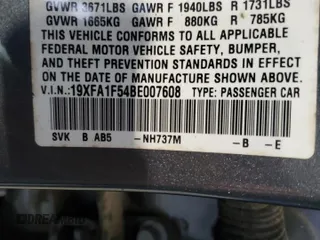 GVWR 3671LBS GAWR F 1940LBS R 1731LBS
GVWR 1665KG GAWR F 880KG R 785KG
THIS VEHICLE CONFORMS TO ALL APPLICABLE
FEDERAL MOTOR VEHICLE SAFETY, BUMPER,
AND THEFT PREVENTION STANDARDS IN EFFECT
ON THE DATE OF MANUFACTURE SHOWN ABOVE.
V.I.N.:19XFA1F54BE007608 TYPE: PASSENGER CAR
SVK B AB5 -NH737M -B -E